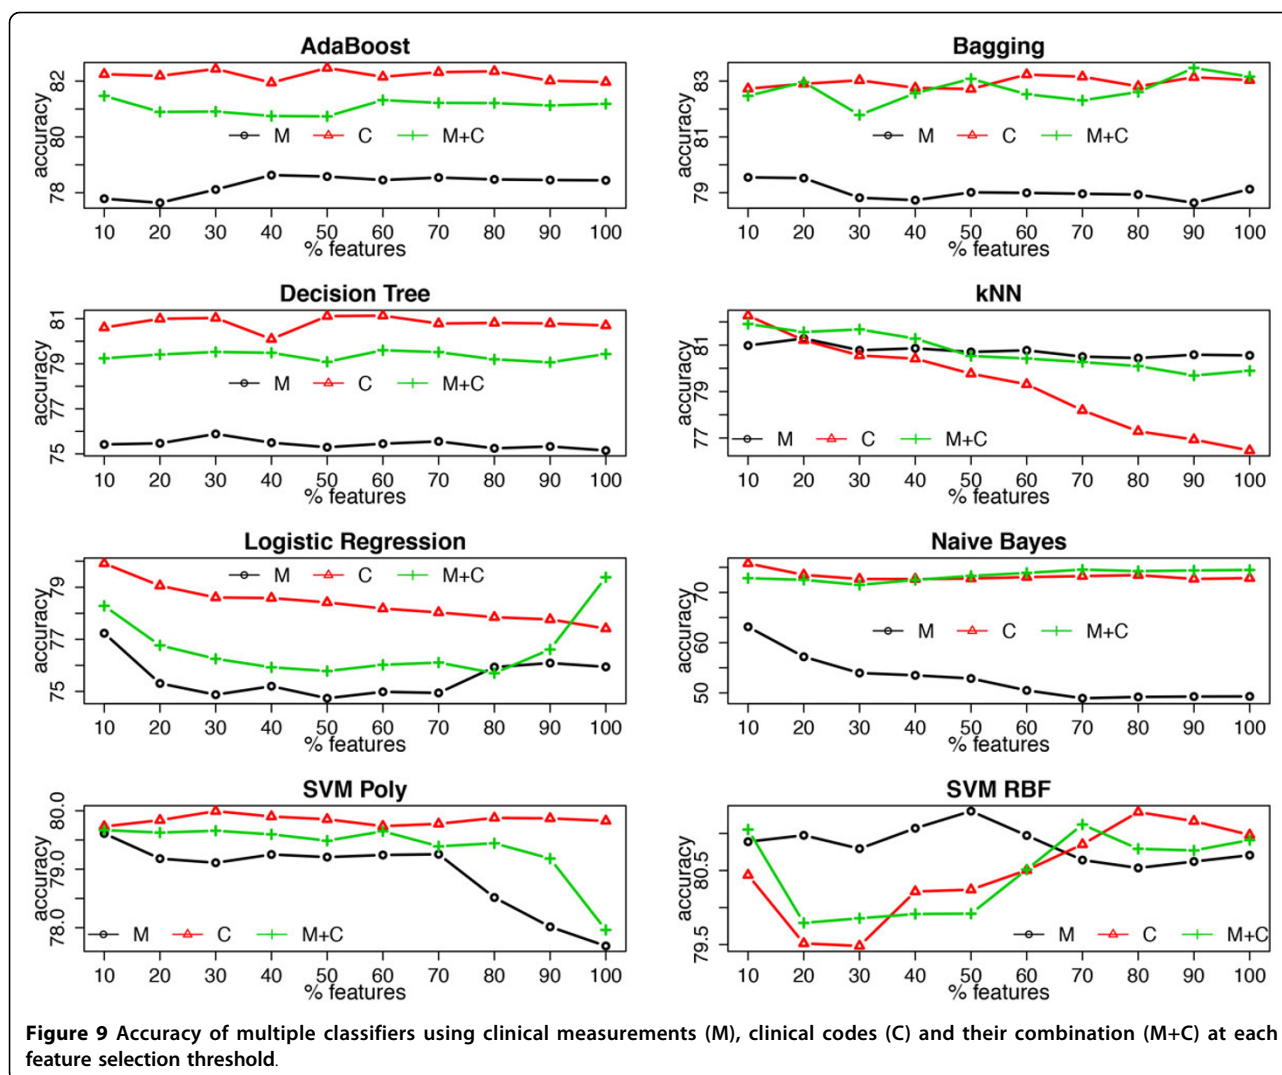 AdaBoost
accuracy
82
80
78
M C M+C
10 20 30 40 50 60 70 80 90 100
% features
Bagging
accuracy
83
81
79
M C M+C
10 20 30 40 50 60 70 80 90 100
% features
Decision Tree
accuracy
81
79
77
75
M C M+C
10 20 30 40 50 60 70 80 90 100
% features
kNN
accuracy
81
79
77
M C M+C
10 20 30 40 50 60 70 80 90 100
% features
Logistic Regression
accuracy
79
77
75
M C M+C
10 20 30 40 50 60 70 80 90 100
% features
Naive Bayes
accuracy
70
60
50
M C M+C
10 20 30 40 50 60 70 80 90 100
% features
SVM Poly
accuracy
80.0
79.0
78.0
M C M+C
10 20 30 40 50 60 70 80 90 100
% features
SVM RBF
accuracy
80.5
79.5
M C M+C
10 20 30 40 50 60 70 80 90 100
% features
Figure 9 Accuracy of multiple classifiers using clinical measurements (M), clinical codes (C) and their combination (M+C) at each
feature selection threshold.